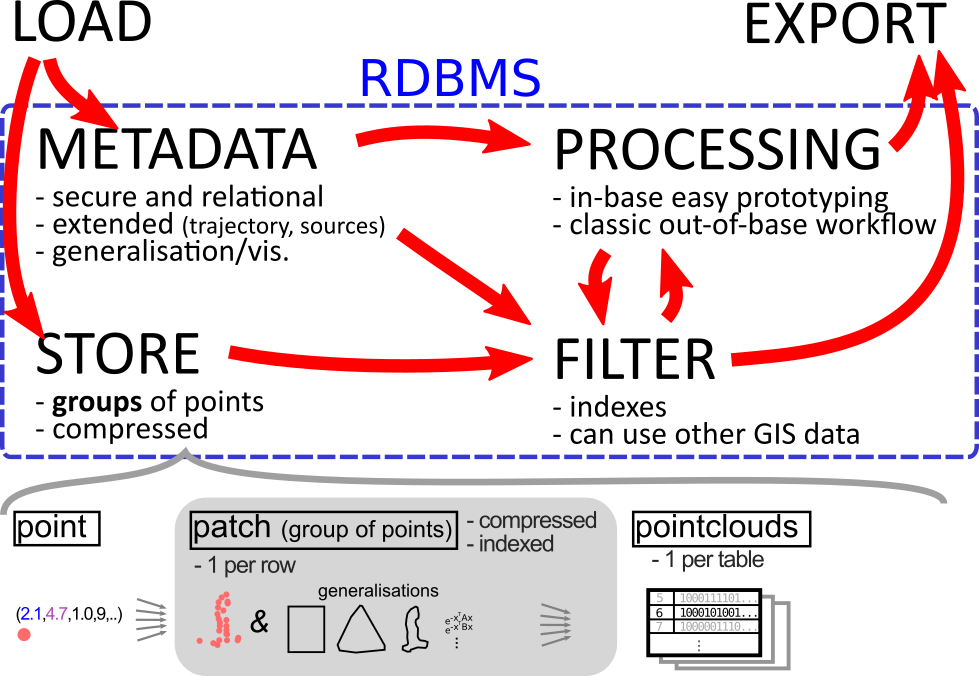 LOAD
EXPORT
RDBMS
METADATA
- secure and relational
- extended (trajectory, sources)
- generalisation/vis.
PROCESSING
- in-base easy prototyping
- classic out-of-base workflow
STORE
- groups of points
- compressed
FILTER
- indexes
- can use other GIS data
point
(2.1,4.7,1.0,9,..)
patch (group of points)
- compressed
- indexed
- 1 per row
generalisations
&
e-xᵀAx
e-xᵀBx
⋮
pointclouds
- 1 per table
5 1000111101...
6 1000101001...
7 1000001110...
⋮